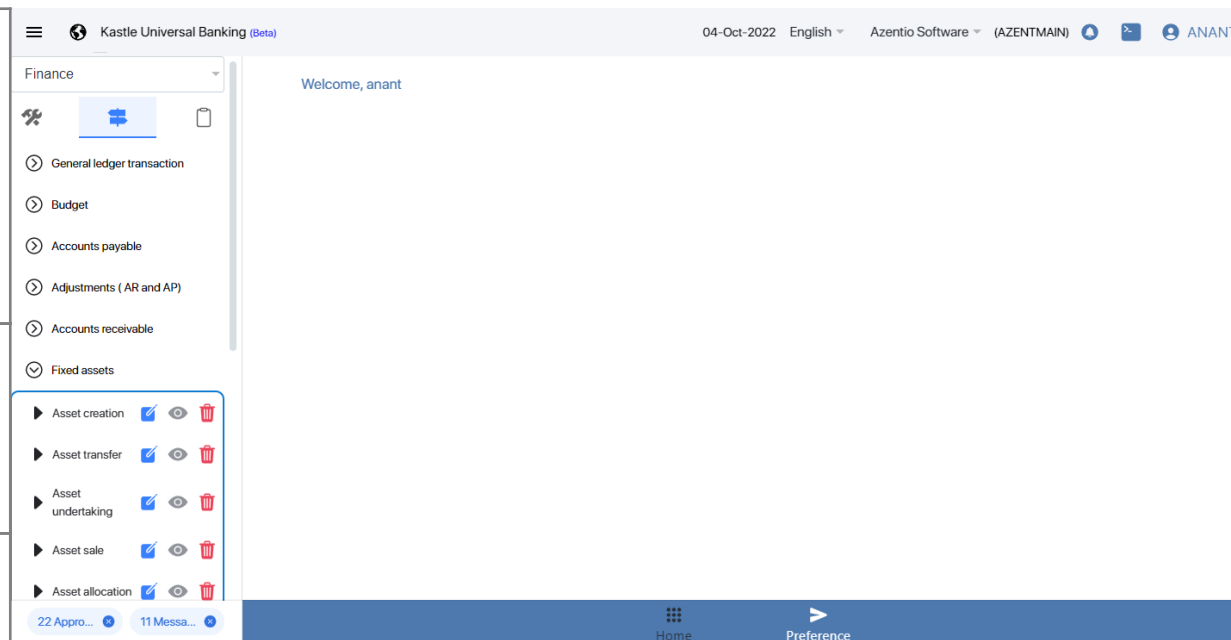 Kastle Universal Banking (Beta)
04-Oct-2022 English Azentio Software (AZENTMAIN) ANANT
Finance
Welcome, anant
General ledger transaction
Budget
Accounts payable
Adjustments ( AR and AP)
Accounts receivable
Fixed assets
Asset creation
Asset transfer
Asset
undertaking
Asset sale
Asset allocation
22 Appro... 11 Messa...
Home
Preference